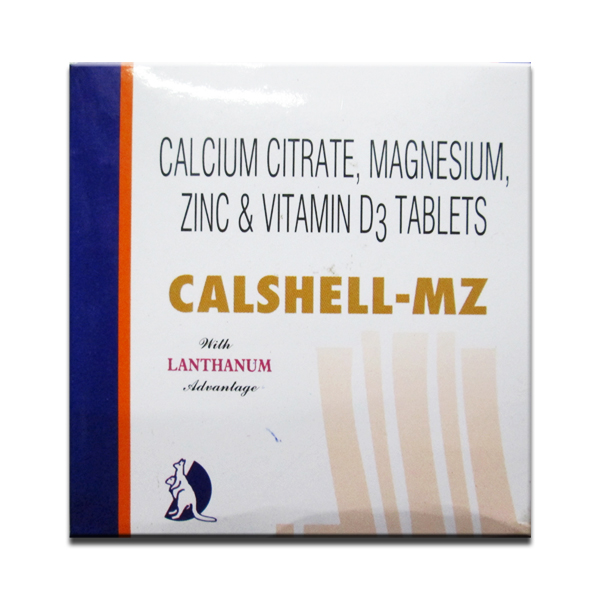 CALCIUM CITRATE, MAGNESIUM,
ZINC & VITAMIN D3 TABLETS
CALSHELL-MZ
With
LANTHANUM
Advantage